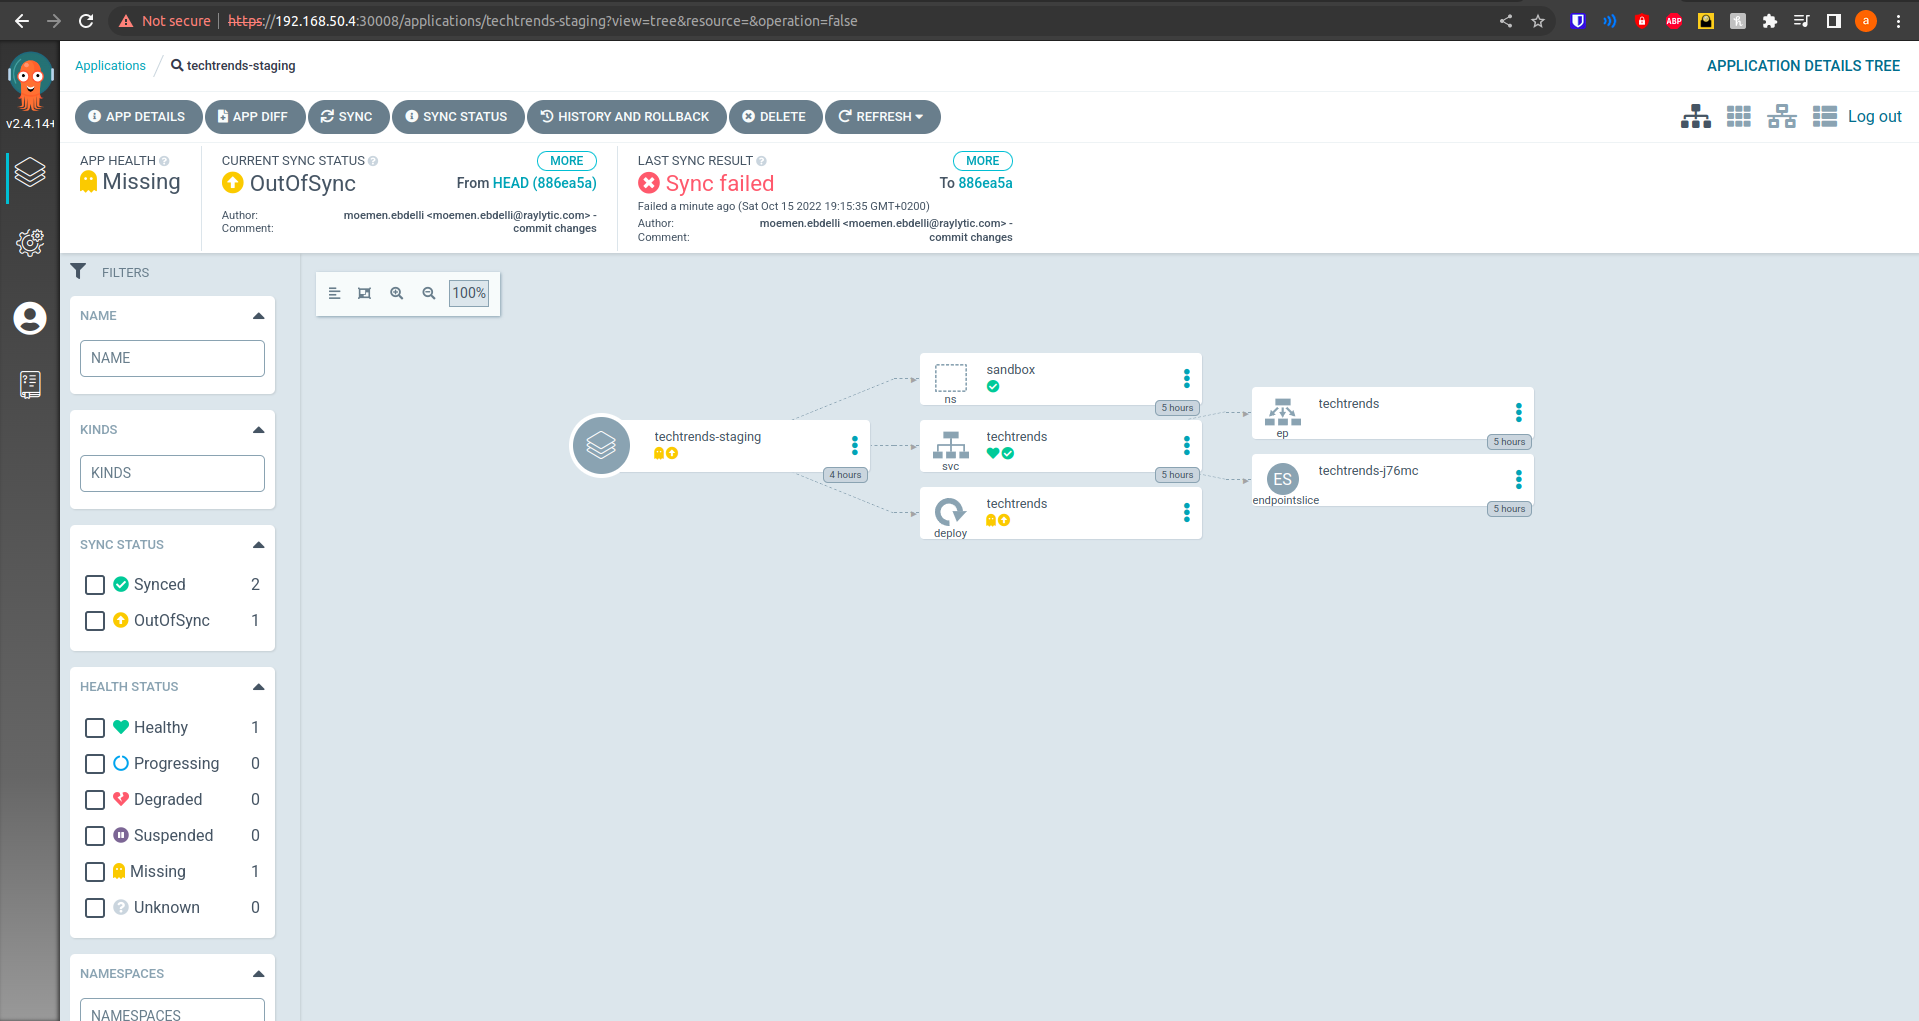 Not secure | https://192.168.50.4:30008/applications/techtrends-staging?view=tree&resource=&operation=false
ABP
a
v2.4.14+
Applications / techtrends-staging
APPLICATION DETAILS TREE
APP DETAILS
APP DIFF
SYNC
SYNC STATUS
HISTORY AND ROLLBACK
DELETE
REFRESH
Log out
APP HEALTH
Missing
CURRENT SYNC STATUS
MORE
OutOfSync
From HEAD (886ea5a)
Author: moemen.ebdelli <moemen.ebdelli@raylytic.com> -
Comment: commit changes
LAST SYNC RESULT
MORE
Sync failed
To 886ea5a
Failed a minute ago (Sat Oct 15 2022 19:15:35 GMT+0200)
Author: moemen.ebdelli <moemen.ebdelli@raylytic.com> -
Comment: commit changes
FILTERS
NAME
NAME
KINDS
KINDS
SYNC STATUS
Synced 2
OutOfSync 1
HEALTH STATUS
Healthy 1
Progressing 0
Degraded 0
Suspended 0
Missing 1
Unknown 0
NAMESPACES
NAMESPACES
100%
techtrends-staging
4 hours
sandbox
ns
5 hours
techtrends
svc
5 hours
techtrends
deploy
techtrends
ep
5 hours
ES
techtrends-j76mc
endpointslice
5 hours